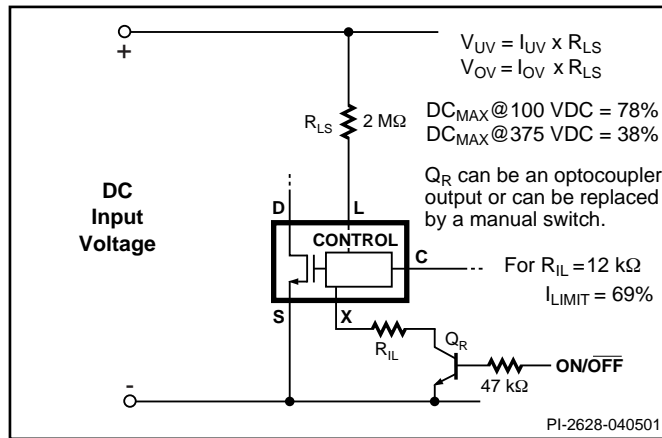 +
V_UV = I_UV x R_LS
V_OV = I_OV x R_LS
DC_MAX@100 VDC = 78%
DC_MAX@375 VDC = 38%
R_LS
2 MΩ
Q_R can be an optocoupler
output or can be replaced
by a manual switch.
DC
Input
Voltage
D
L
CONTROL
C
For R_IL = 12 kΩ
I_LIMIT = 69%
S
X
R_IL
Q_R
ON/O̅F̅F̅
47 kΩ
-
PI-2628-040501